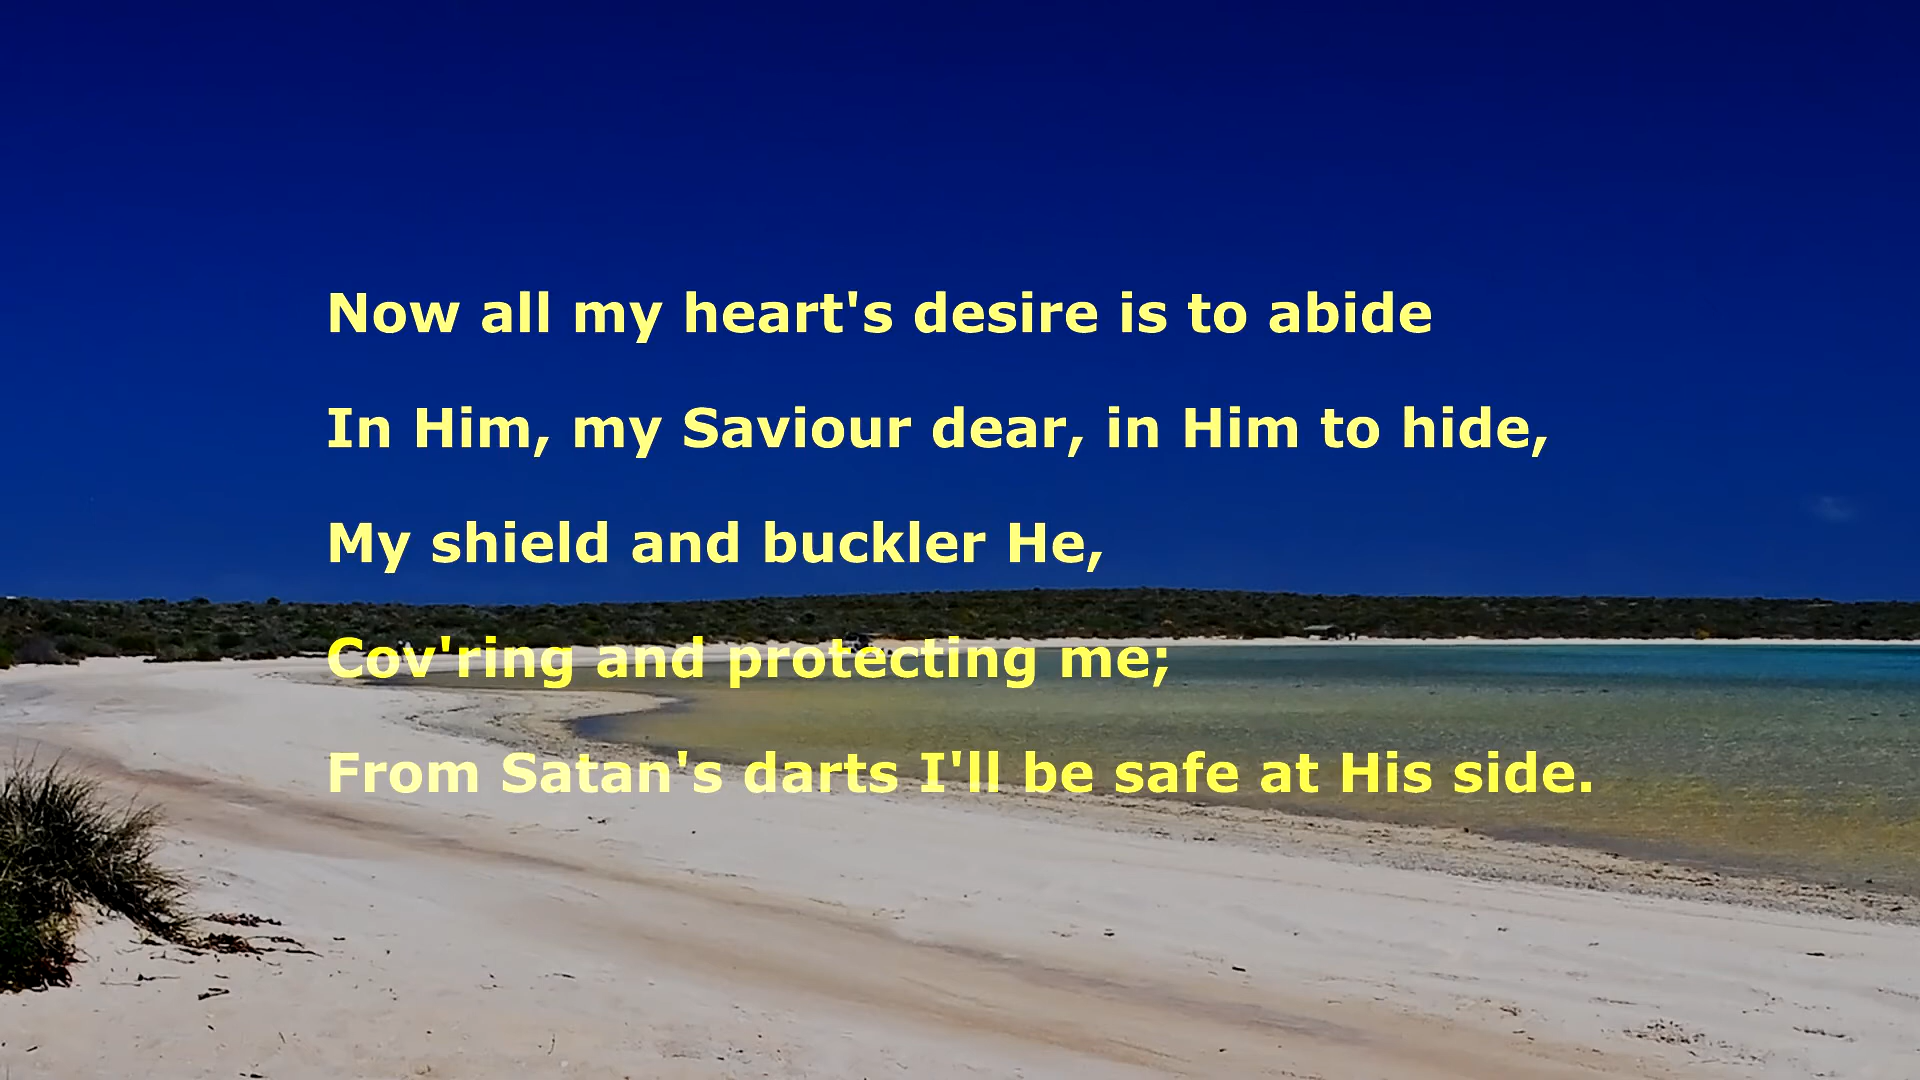 Now all my heart's desire is to abide
In Him, my Saviour dear, in Him to hide,
My shield and buckler He,
Cov'ring and protecting me;
From Satan's darts I'll be safe at His side.